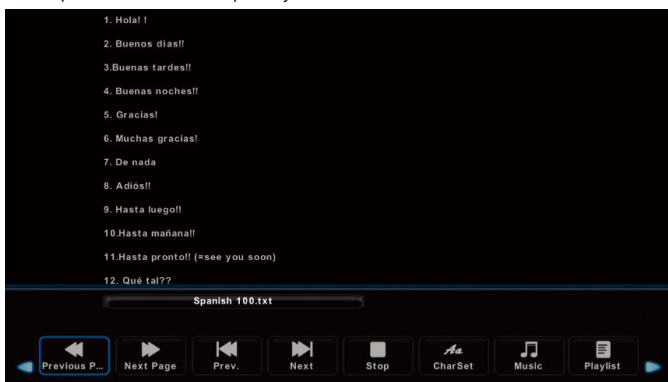 1. Hola! !
2. Buenos días!!
3.Buenas tardes!!
4. Buenas noches!!
5. Gracias!
6. Muchas gracias!
7. De nada
8. Adiós!!
9. Hasta luego!!
10.Hasta mañana!!
11.Hasta pronto!! (=see you soon)
12. Qué tal??
Spanish 100.txt
Previous P... Next Page Prev. Next Stop Aa CharSet Music Playlist